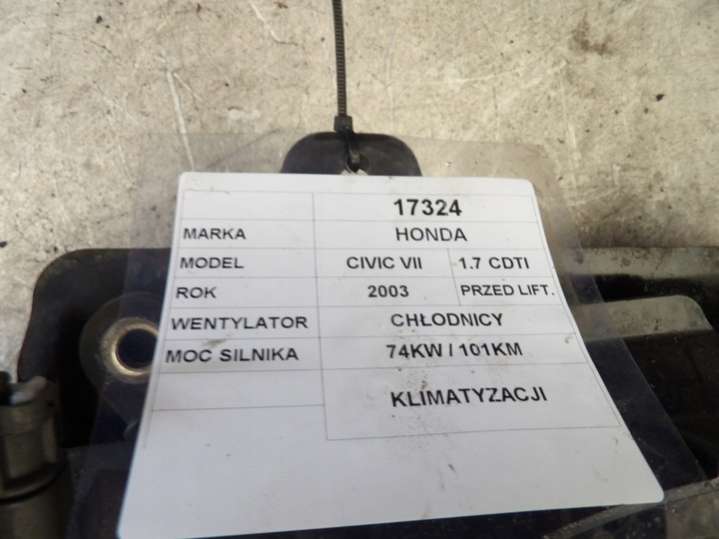 17324
MARKA HONDA
MODEL CIVIC VII 1.7 CDTI
ROK 2003 PRZED LIFT.
WENTYLATOR CHŁODNICY
MOC SILNIKA 74KW / 101KM
KLIMATYZACJI